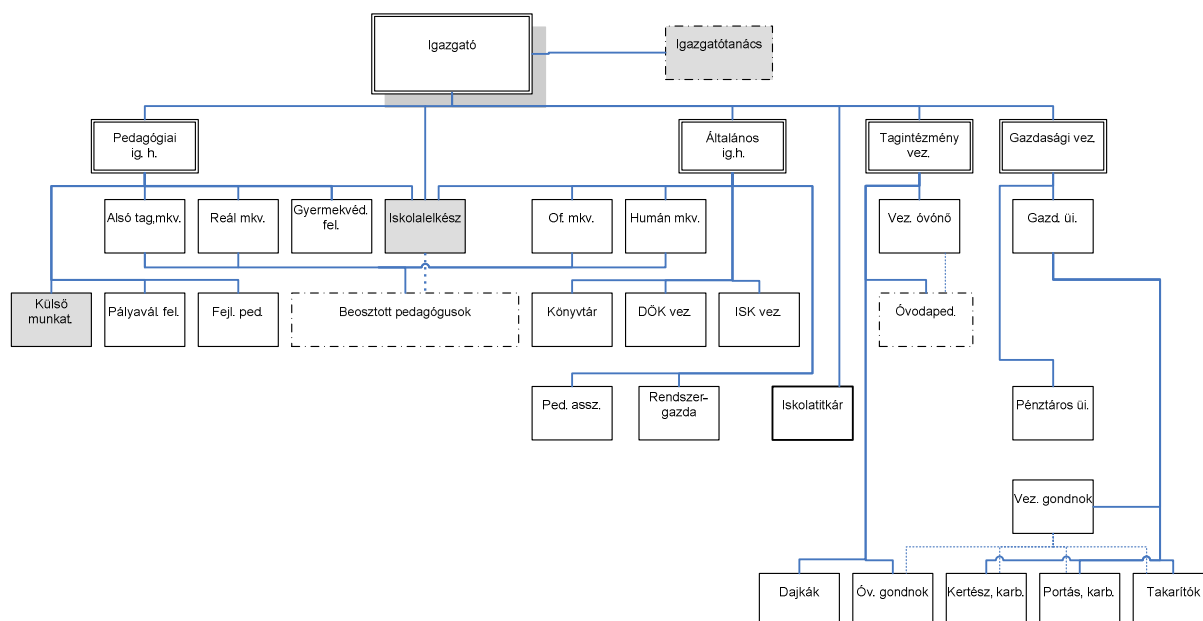 Igazgató
Igazgatótanács
Pedagógiai
ig. h.
Általános
ig.h.
Tagintézmény
vez.
Gazdasági vez.
Alsó tag,mkv.
Reál mkv.
Gyermekvéd.
fel.
Iskolalelkész
Of. mkv.
Humán mkv.
Vez. óvónő
Gazd. üi.
Külső
munkat.
Pályavál. fel.
Fejl. ped.
Beosztott pedagógusok
Könyvtár
DÖK vez.
ISK vez.
Óvodaped.
Ped. assz.
Rendszer-
gazda
Iskolatitkár
Pénztáros üi.
Vez. gondnok
Dajkák
Óv. gondnok
Kertész, karb.
Portás, karb.
Takarítók